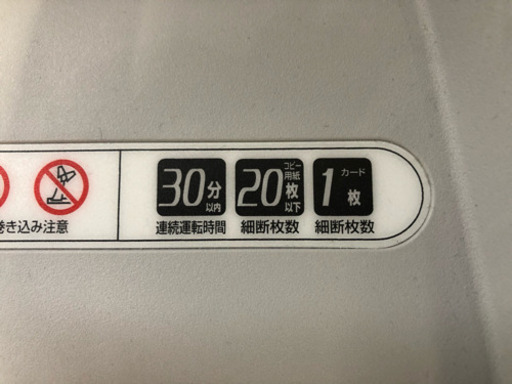 30分以内
連続運転時間
20枚以下
コピー用紙
細断枚数
カード
1枚
細断枚数
巻き込み注意